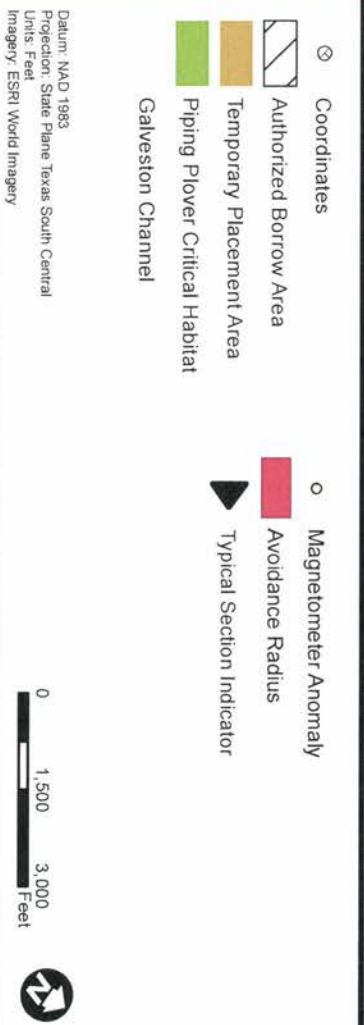 Coordinates
Authorized Borrow Area
Temporary Placement Area
Piping Plover Critical Habitat
Galveston Channel
Magnetometer Anomaly
Avoidance Radius
Typical Section Indicator
Datum: NAD 1983
Projection: State Plane Texas South Central
Units: Feet
Imagery: ESRI World Imagery
0 1,500 3,000
Feet
N